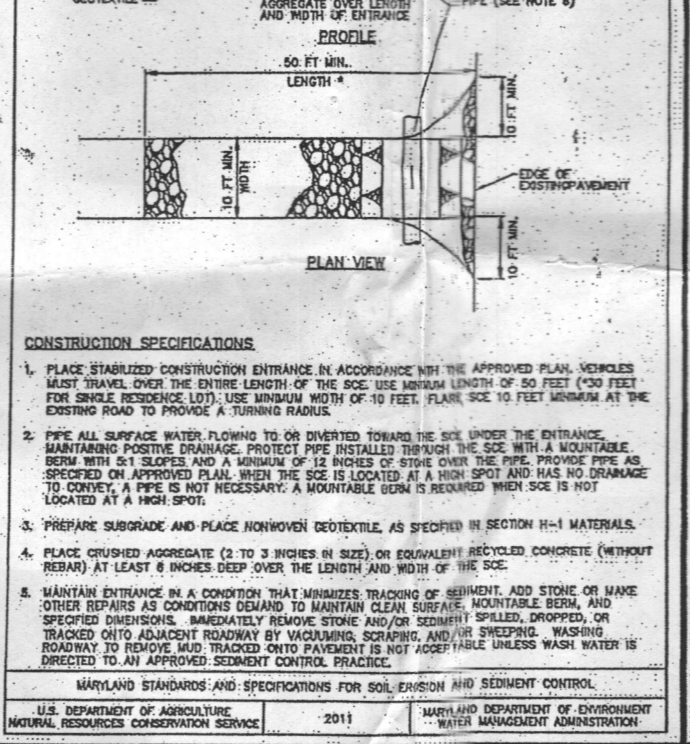 GEOTEXTILE
AGGREGATE OVER LENGTH
AND WIDTH OF ENTRANCE
PIPE (SEE NOTE 6)
PROFILE
50 FT MIN.
LENGTH *
10 FT MIN.
10 FT MIN.
WIDTH
EDGE OF
EXISTING PAVEMENT
10 FT MIN.
PLAN VIEW
CONSTRUCTION SPECIFICATIONS
1. PLACE STABILIZED CONSTRUCTION ENTRANCE IN ACCORDANCE WITH THE APPROVED PLAN. VEHICLES
MUST TRAVEL OVER THE ENTIRE LENGTH OF THE SCE. USE MINIMUM LENGTH OF 50 FEET (*30 FEET
FOR SINGLE RESIDENCE LOT). USE MINIMUM WIDTH OF 10 FEET. FLARE SCE 10 FEET MINIMUM AT THE
EXISTING ROAD TO PROVIDE A TURNING RADIUS.
2. PIPE ALL SURFACE WATER FLOWING TO OR DIVERTED TOWARD THE SCE UNDER THE ENTRANCE,
MAINTAINING POSITIVE DRAINAGE. PROTECT PIPE INSTALLED THROUGH THE SCE WITH A MOUNTABLE
BERM WITH 5:1 SLOPES AND A MINIMUM OF 12 INCHES OF STONE OVER THE PIPE. PROVIDE PIPE AS
SPECIFIED ON APPROVED PLAN. WHEN THE SCE IS LOCATED AT A HIGH SPOT AND HAS NO DRAINAGE
TO CONVEY, A PIPE IS NOT NECESSARY. A MOUNTABLE BERM IS REQUIRED WHEN SCE IS NOT
LOCATED AT A HIGH SPOT.
3. PREPARE SUBGRADE AND PLACE NONWOVEN GEOTEXTILE, AS SPECIFIED IN SECTION H-1 MATERIALS.
4. PLACE CRUSHED AGGREGATE (2 TO 3 INCHES IN SIZE) OR EQUIVALENT RECYCLED CONCRETE (WITHOUT
REBAR) AT LEAST 6 INCHES DEEP OVER THE LENGTH AND WIDTH OF THE SCE.
5. MAINTAIN ENTRANCE IN A CONDITION THAT MINIMIZES TRACKING OF SEDIMENT. ADD STONE OR MAKE
OTHER REPAIRS AS CONDITIONS DEMAND TO MAINTAIN CLEAN SURFACE, MOUNTABLE BERM, AND
SPECIFIED DIMENSIONS. IMMEDIATELY REMOVE STONE AND/OR SEDIMENT SPILLED, DROPPED, OR
TRACKED ONTO ADJACENT ROADWAY BY VACUUMING, SCRAPING, AND/OR SWEEPING. WASHING
ROADWAY TO REMOVE MUD TRACKED ONTO PAVEMENT IS NOT ACCEPTABLE UNLESS WASH WATER IS
DIRECTED TO AN APPROVED SEDIMENT CONTROL PRACTICE.
MARYLAND STANDARDS AND SPECIFICATIONS FOR SOIL EROSION AND SEDIMENT CONTROL
U.S. DEPARTMENT OF AGRICULTURE
NATURAL RESOURCES CONSERVATION SERVICE
2011
MARYLAND DEPARTMENT OF ENVIRONMENT
WATER MANAGEMENT ADMINISTRATION